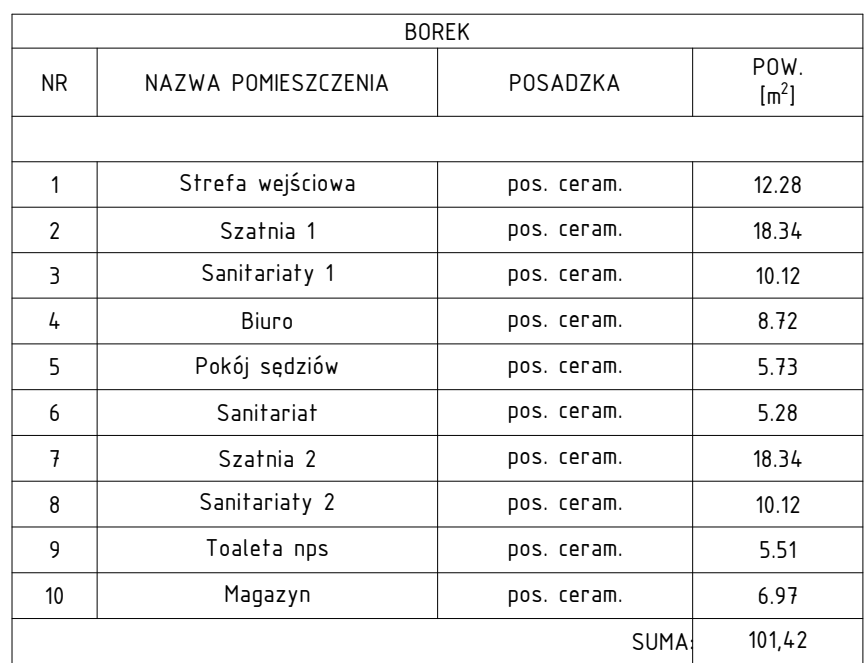 BOREK
NR NAZWA POMIESZCZENIA POSADZKA POW. [m²]
1 Strefa wejściowa pos. ceram. 12.28
2 Szatnia 1 pos. ceram. 18.34
3 Sanitariaty 1 pos. ceram. 10.12
4 Biuro pos. ceram. 8.72
5 Pokój sędziów pos. ceram. 5.73
6 Sanitariat pos. ceram. 5.28
7 Szatnia 2 pos. ceram. 18.34
8 Sanitariaty 2 pos. ceram. 10.12
9 Toaleta nps pos. ceram. 5.51
10 Magazyn pos. ceram. 6.97
SUMA: 101,42